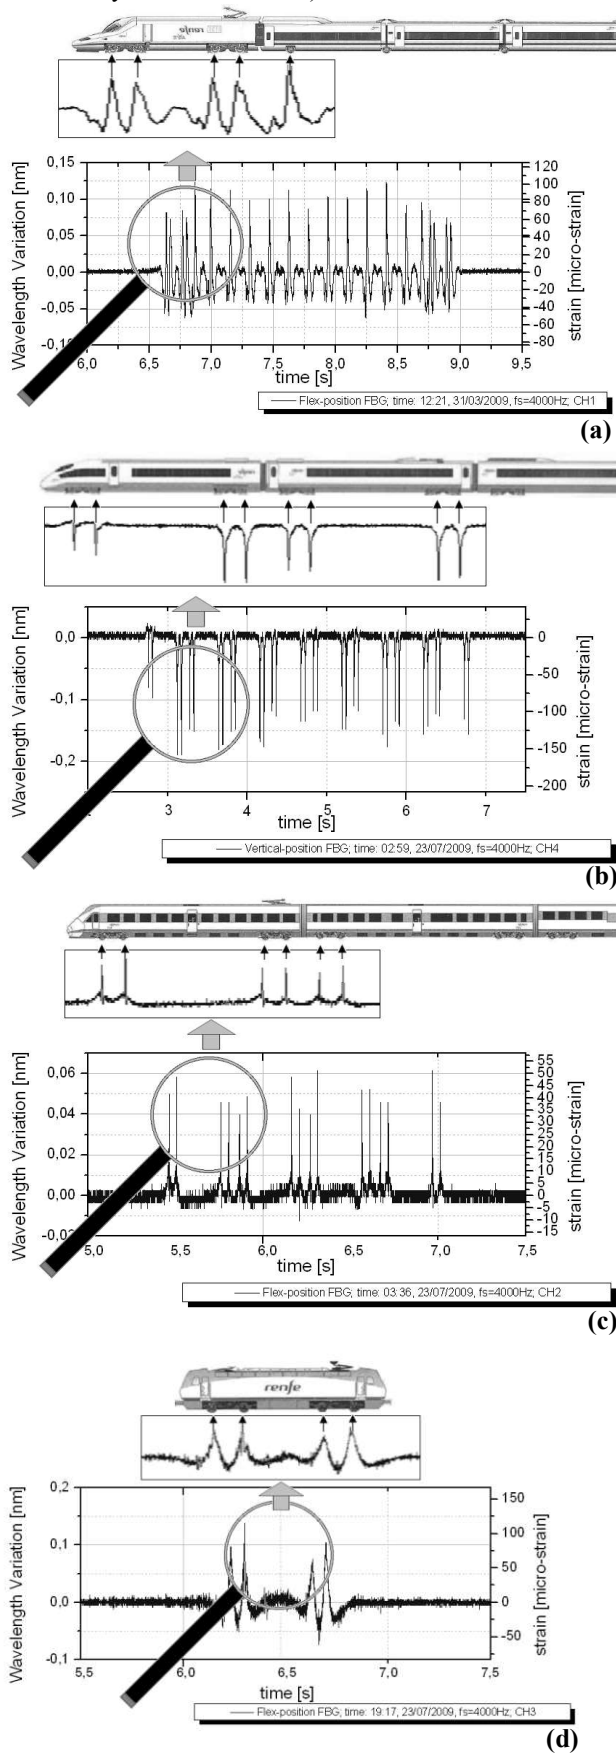 renfe
0,15
0,10
0,05
0,00
-0,05
Wavelength Variation [nm]
120
100
80
60
40
20
0
-20
-40
-60
-80
strain [micro-strain]
6,0 6,5 7,0 7,5 8,0 8,5 9,0 9,5
time [s]
Flex-position FBG; time: 12:21, 31/03/2009, fs=4000Hz; CH1
(a)
renfe
0,0
-0,1
-0,2
Wavelength Variation [nm]
0
-50
-100
-150
-200
strain [micro-strain]
3 4 5 6 7
time [s]
Vertical-position FBG; time: 02:59, 23/07/2009, fs=4000Hz; CH4
(b)
0,06
0,04
0,02
0,00
Wavelength Variation [nm]
55
50
45
40
35
30
25
20
15
10
5
0
-5
-10
-15
strain [micro-strain]
5,0 5,5 6,0 6,5 7,0 7,5
time [s]
Flex-position FBG; time: 03:36, 23/07/2009, fs=4000Hz; CH2
(c)
renfe
0,2
0,1
0,0
-0,1
Wavelength Variation [nm]
150
100
50
0
-50
strain [micro-strain]
5,5 6,0 6,5 7,0 7,5
time [s]
Flex-position FBG; time: 19:17, 23/07/2009, fs=4000Hz; CH3
(d)